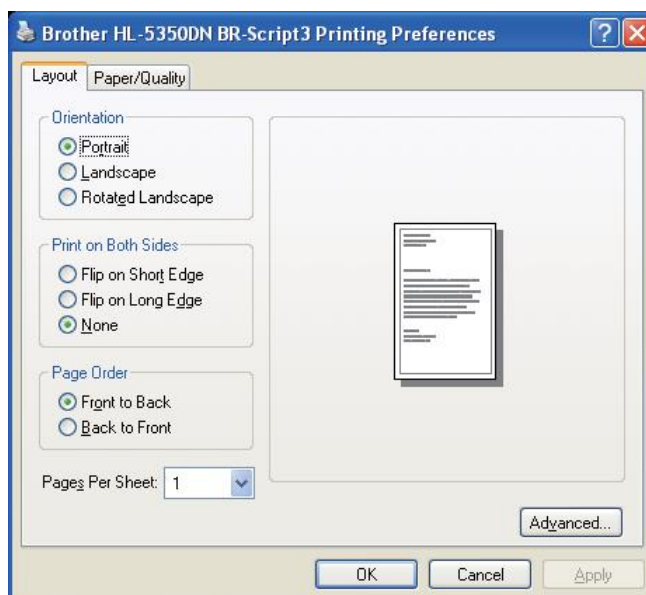 Brother HL-5350DN BR-Script3 Printing Preferences
Layout Paper/Quality
Orientation
Portrait
Landscape
Rotated Landscape
Print on Both Sides
Flip on Short Edge
Flip on Long Edge
None
Page Order
Front to Back
Back to Front
Pages Per Sheet: 1
Advanced...
OK Cancel Apply